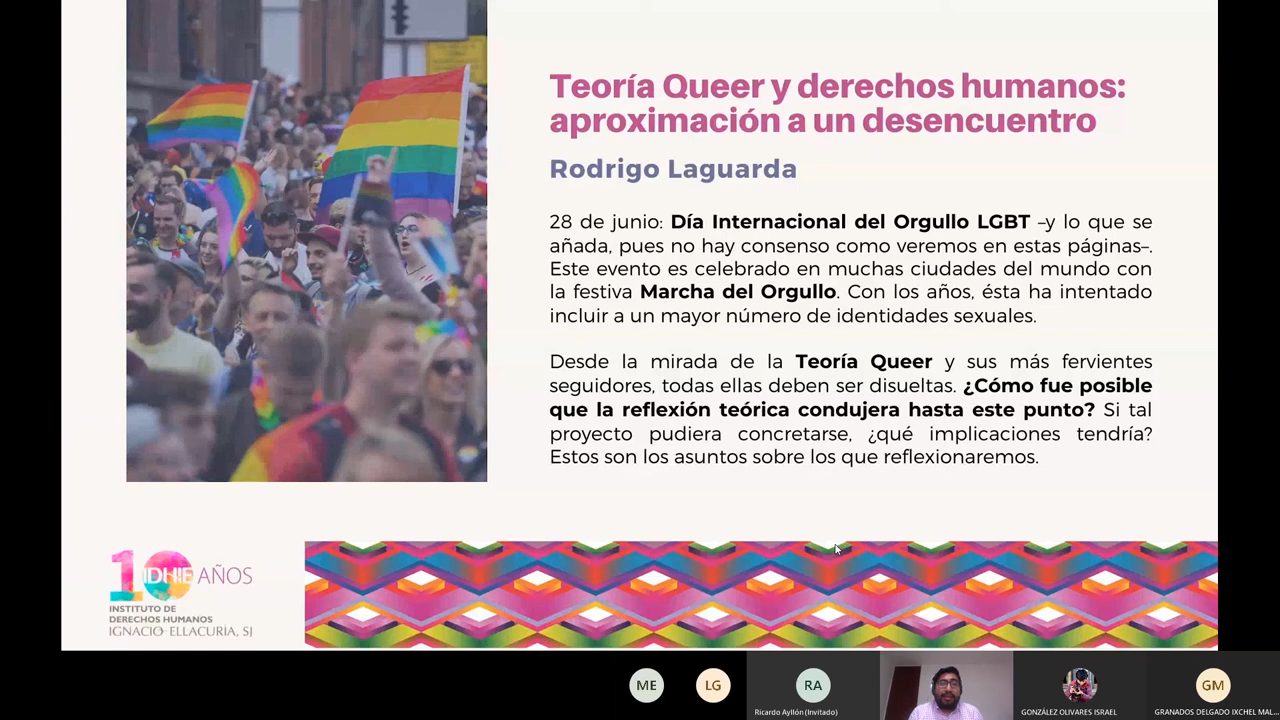 Teoría Queer y derechos humanos:
aproximación a un desencuentro
Rodrigo Laguarda
28 de junio: Día Internacional del Orgullo LGBT –y lo que se
añada, pues no hay consenso como veremos en estas páginas–.
Este evento es celebrado en muchas ciudades del mundo con
la festiva Marcha del Orgullo. Con los años, ésta ha intentado
incluir a un mayor número de identidades sexuales.
Desde la mirada de la Teoría Queer y sus más fervientes
seguidores, todas ellas deben ser disueltas. ¿Cómo fue posible
que la reflexión teórica condujera hasta este punto? Si tal
proyecto pudiera concretarse, ¿qué implicaciones tendría?
Estos son los asuntos sobre los que reflexionaremos.
10 IDHIE AÑOS
INSTITUTO DE
DERECHOS HUMANOS
IGNACIO ELLACURÍA, SJ
ME
LG
RA
GM
Ricardo Ayllón (Invitado)
GONZÁLEZ OLIVARES ISRAEL
GRANADOS DELGADO IXCHEL MAL...